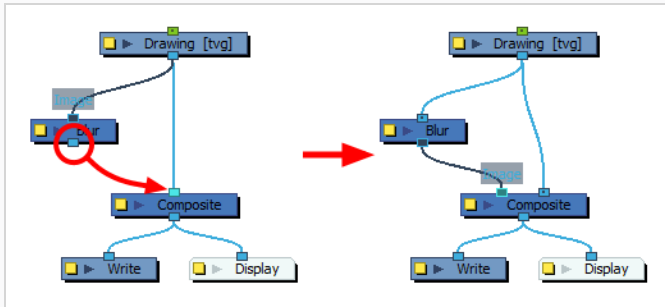 Drawing [tvg]
Image
Blur
Composite
Write
Display
Drawing [tvg]
Blur
Image
Composite
Write
Display